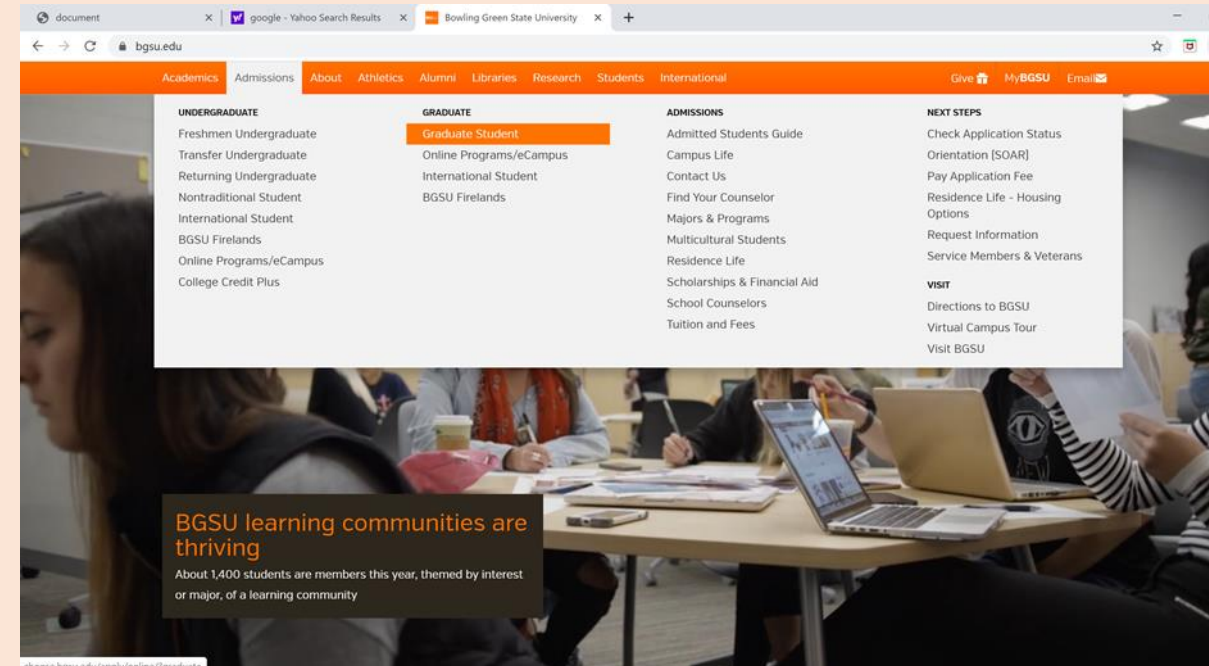 document
google - Yahoo Search Results
Bowling Green State University
bgsu.edu
Academics Admissions About Athletics Alumni Libraries Research Students International Give MyBGSU Email
UNDERGRADUATE
Freshmen Undergraduate
Transfer Undergraduate
Returning Undergraduate
Nontraditional Student
International Student
BGSU Firelands
Online Programs/eCampus
College Credit Plus
GRADUATE
Graduate Student
Online Programs/eCampus
International Student
BGSU Firelands
ADMISSIONS
Admitted Students Guide
Campus Life
Contact Us
Find Your Counselor
Majors & Programs
Multicultural Students
Residence Life
Scholarships & Financial Aid
School Counselors
Tuition and Fees
NEXT STEPS
Check Application Status
Orientation [SOAR]
Pay Application Fee
Residence Life - Housing
Options
Request Information
Service Members & Veterans
VISIT
Directions to BGSU
Virtual Campus Tour
Visit BGSU
BGSU learning communities are
thriving
About 1,400 students are members this year, themed by interest
or major, of a learning community